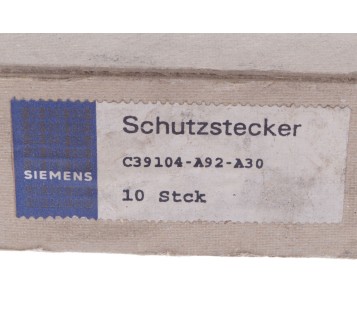 Schutzstecker
C39104-A92-A30
SIEMENS
10 Stck